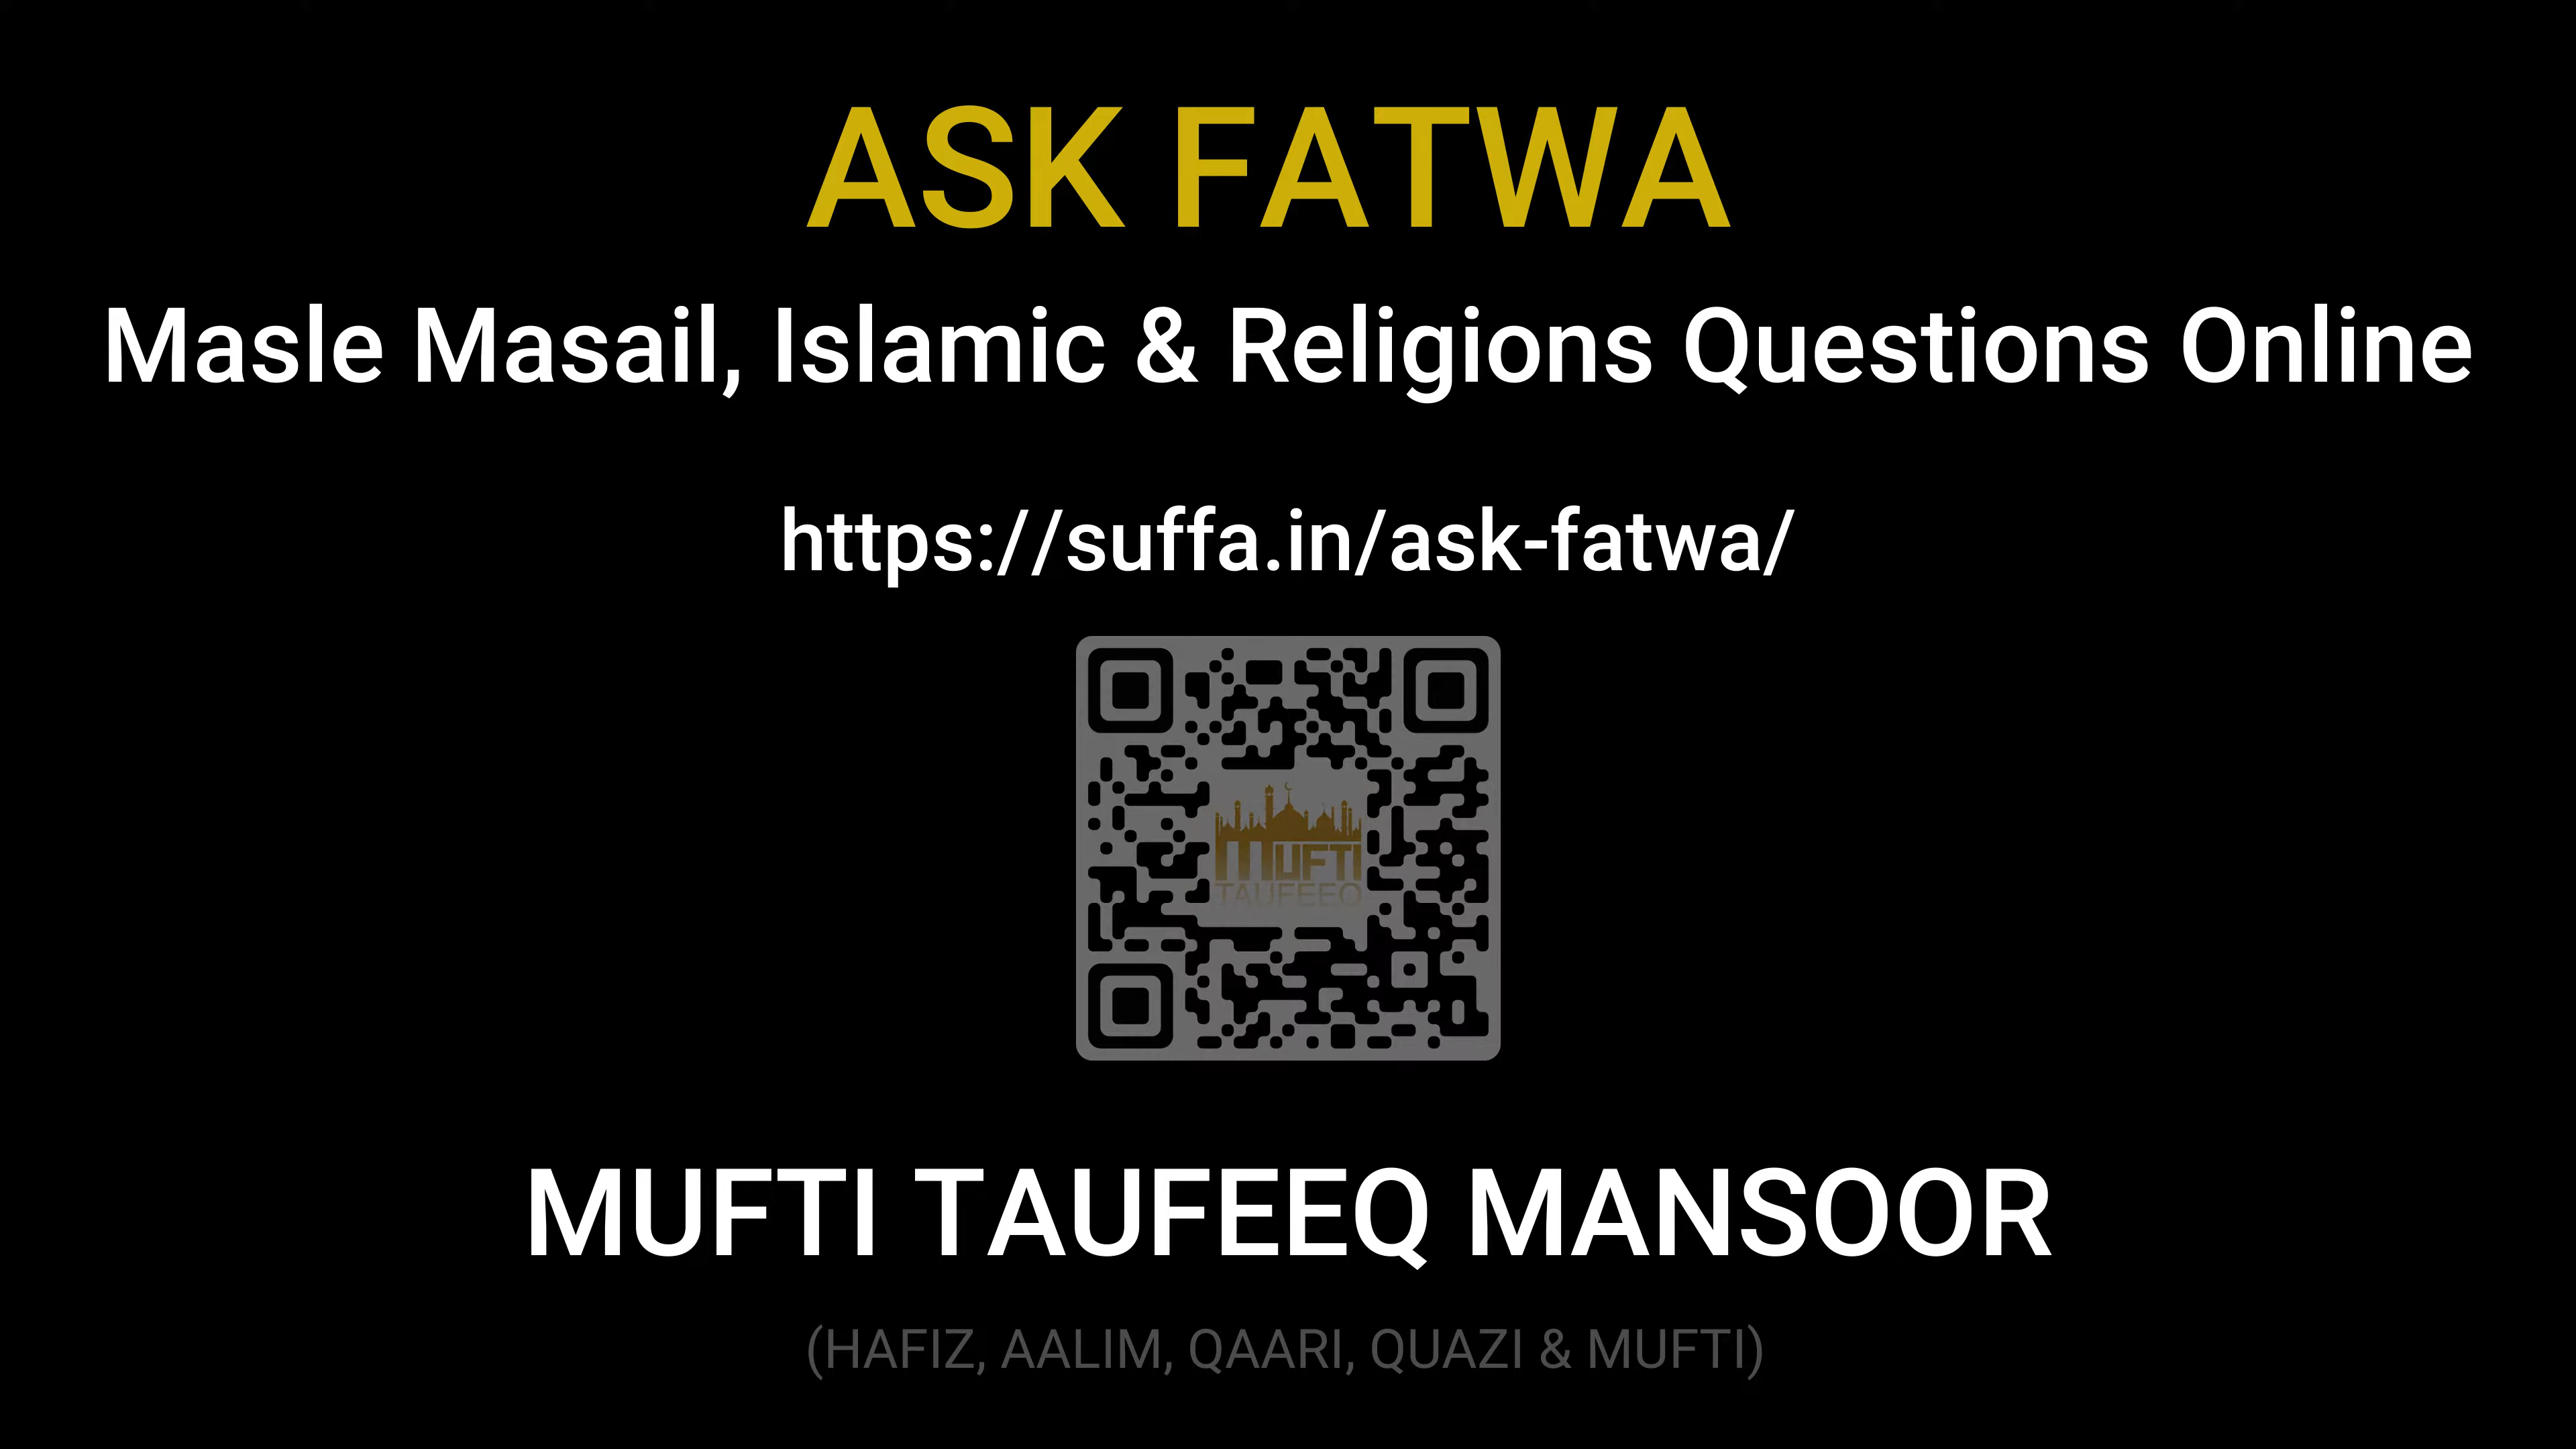 ASK FATWA
Masle Masail, Islamic & Religions Questions Online
https://suffa.in/ask-fatwa/
MUFTI
TAUFEEQ
MUFTI TAUFEEQ MANSOOR
(HAFIZ, AALIM, QAARI, QUAZI & MUFTI)